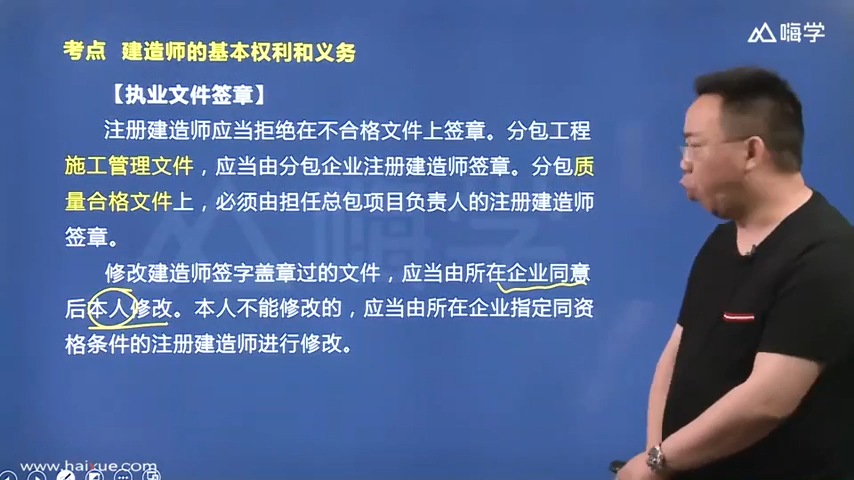 考点 建造师的基本权利和义务
嗨学
【执业文件签章】
注册建造师应当拒绝在不合格文件上签章。分包工程
施工管理文件，应当由分包企业注册建造师签章。分包质
量合格文件上，必须由担任总包项目负责人的注册建造师
签章。
修改建造师签字盖章过的文件，应当由所在企业同意
后本人修改。本人不能修改的，应当由所在企业指定同资
格条件的注册建造师进行修改。
www.haixue.com